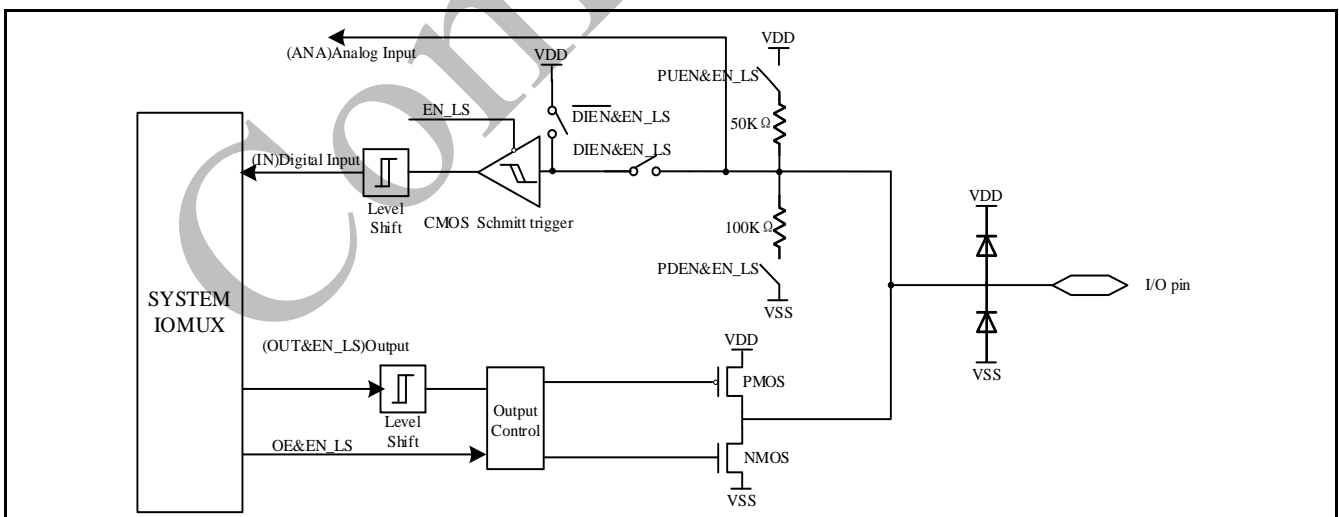 (ANA)Analog Input
VDD
VDD
PUEN&EN_LS
EN_LS
DIEN&EN_LS
50KΩ
DIEN&EN_LS
(IN)Digital Input
Level
Shift
CMOS Schmitt trigger
100KΩ
VDD
PDEN&EN_LS
VSS
I/O pin
SYSTEM
IOMUX
(OUT&EN_LS)Output
VDD
VSS
PMOS
Level
Shift
Output
Control
OE&EN_LS
NMOS
VSS